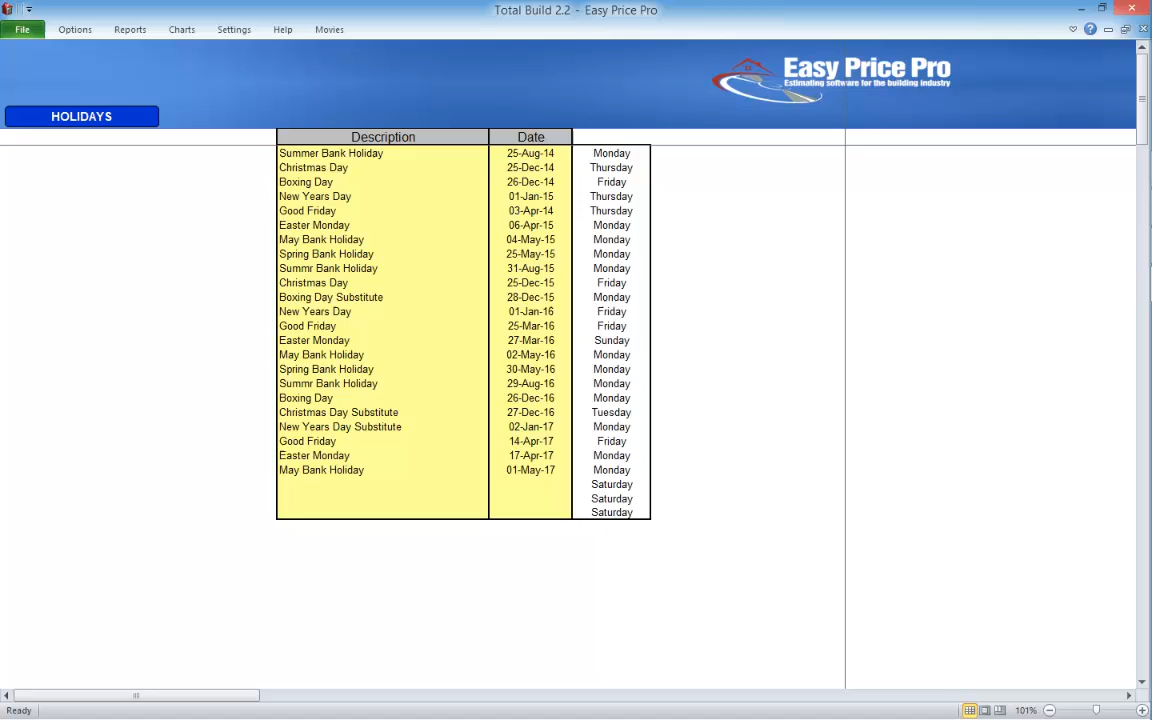 Total Build 2.2 - Easy Price Pro
File Options Reports Charts Settings Help Movies
Easy Price Pro
Estimating software for the building industry
HOLIDAYS
Description Date
Summer Bank Holiday 25-Aug-14 Monday
Christmas Day 25-Dec-14 Thursday
Boxing Day 26-Dec-14 Friday
New Years Day 01-Jan-15 Thursday
Good Friday 03-Apr-14 Thursday
Easter Monday 06-Apr-15 Monday
May Bank Holiday 04-May-15 Monday
Spring Bank Holiday 25-May-15 Monday
Summr Bank Holiday 31-Aug-15 Monday
Christmas Day 25-Dec-15 Friday
Boxing Day Substitute 28-Dec-15 Monday
New Years Day 01-Jan-16 Friday
Good Friday 25-Mar-16 Friday
Easter Monday 27-Mar-16 Sunday
May Bank Holiday 02-May-16 Monday
Spring Bank Holiday 30-May-16 Monday
Summr Bank Holiday 29-Aug-16 Monday
Boxing Day 26-Dec-16 Monday
Christmas Day Substitute 27-Dec-16 Tuesday
New Years Day Substitute 02-Jan-17 Monday
Good Friday 14-Apr-17 Friday
Easter Monday 17-Apr-17 Monday
May Bank Holiday 01-May-17 Monday
Saturday
Saturday
Saturday
Ready 101%